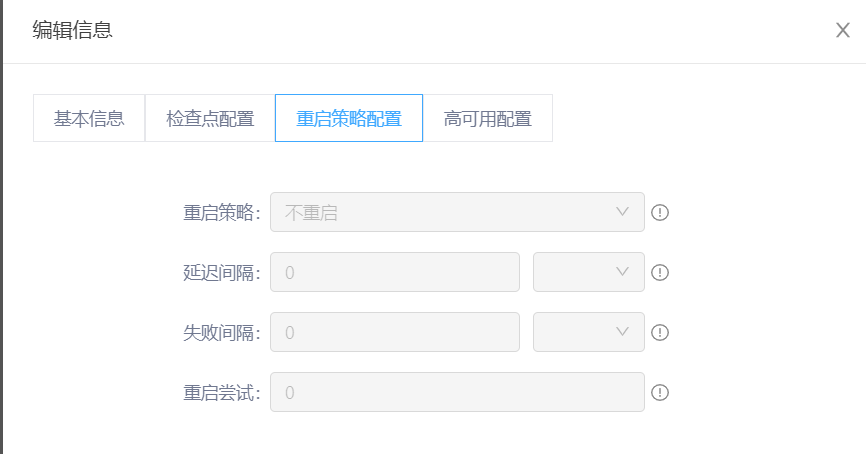 编辑信息
基本信息 检查点配置 重启策略配置 高可用配置
重启策略: 不重启
延迟间隔: 0
失败间隔: 0
重启尝试: 0